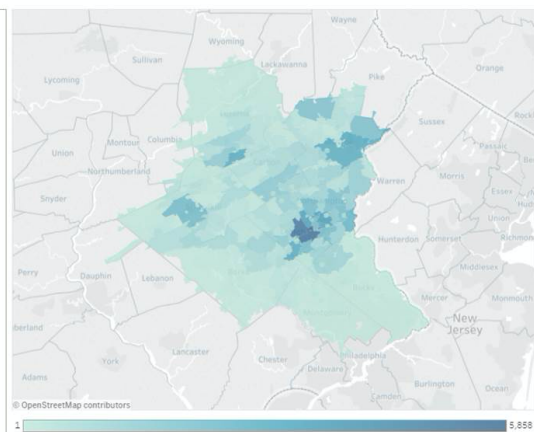 Wayne
Wyoming
Sullivan
Lackawanna
Orange
Lycoming
Pike
Sussex
Montour Columbia
Passaic
Union
Northumberland
Warren
Morris
Essex
Snyder
Union
Hunterdon Somerset
Richmon
Middlesex
Perry
Dauphin
Lebanon
Mercer
Monmouth
New
Jersey
berland
Lancaster
Chester
Philadelphia
Delaware
York
Burlington
Ocean
Adams
Camden
© OpenStreetMap contributors
1 5,858